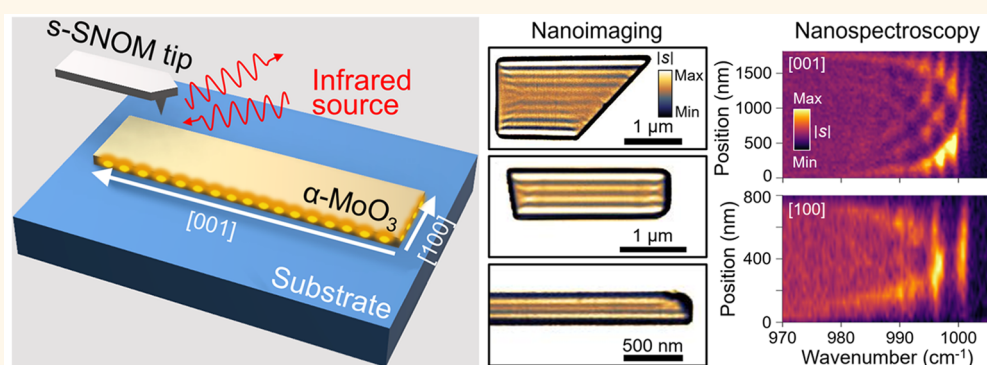 s-SNOM tip
Infrared
source
α-MoO₃
[001]
[100]
Substrate
Nanoimaging
|s|
Max
Min
1 μm
1 μm
500 nm
Nanospectroscopy
Position (nm)
1500
1000
500
0
[001]
Max
|s|
Min
Position (nm)
800
400
0
[100]
970 980 990 1000
Wavenumber (cm⁻¹)